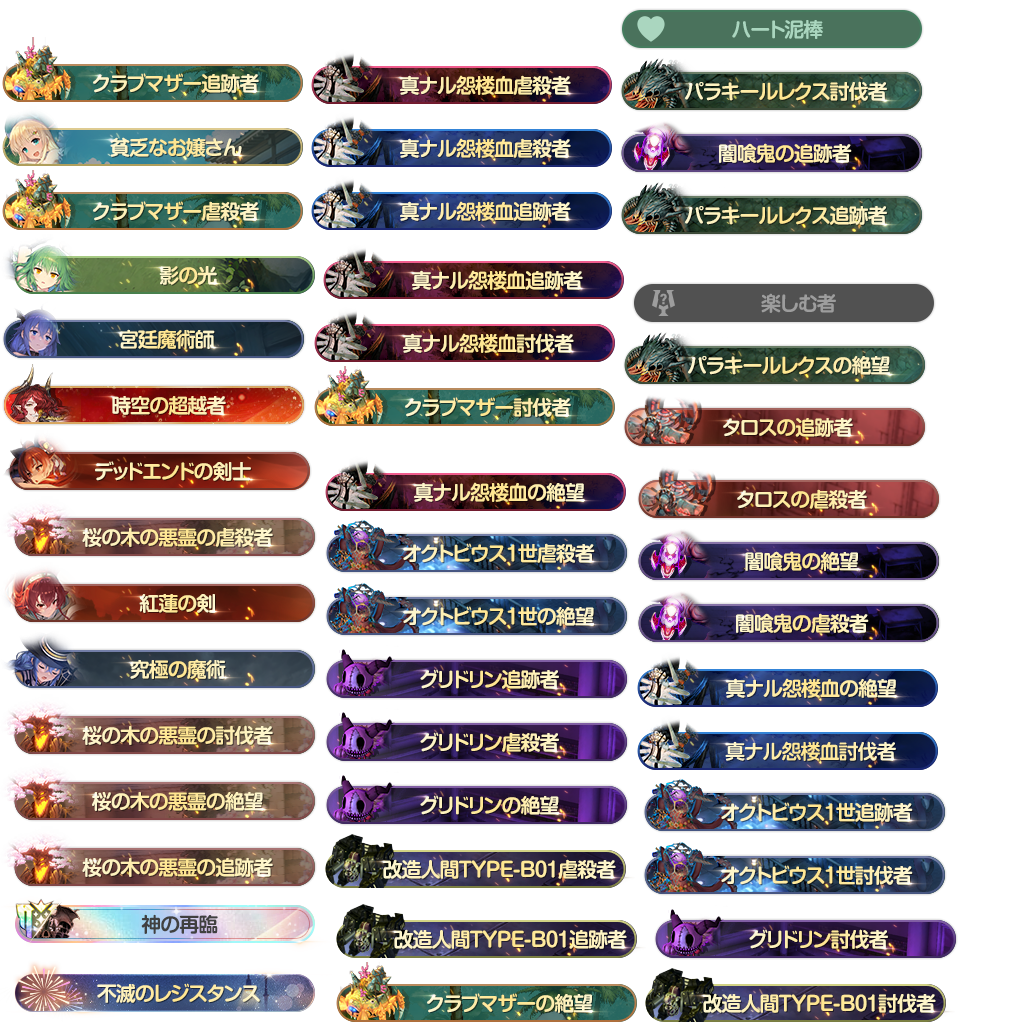 クラブマザー追跡者
貧乏なお嬢さん
クラブマザー虐殺者
影の光
宮廷魔術師
時空の超越者
デッドエンドの剣士
桜の木の悪霊の虐殺者
紅蓮の剣
究極の魔術
桜の木の悪霊の討伐者
桜の木の悪霊の絶望
桜の木の悪霊の追跡者
神の再臨
不滅のレジスタンス
真ナル怨楼血虐殺者
真ナル怨楼血虐殺者
真ナル怨楼血追跡者
真ナル怨楼血追跡者
真ナル怨楼血討伐者
クラブマザー討伐者
真ナル怨楼血の絶望
オクトビウス1世虐殺者
オクトビウス1世の絶望
グリドリン追跡者
グリドリン虐殺者
グリドリンの絶望
改造人間TYPE-B01虐殺者
改造人間TYPE-B01追跡者
クラブマザーの絶望
ハート泥棒
パラキールレクス討伐者
闇喰鬼の追跡者
パラキールレクス追跡者
楽しむ者
パラキールレクスの絶望
タロスの追跡者
タロスの虐殺者
闇喰鬼の絶望
闇喰鬼の虐殺者
真ナル怨楼血の絶望
真ナル怨楼血討伐者
オクトビウス1世追跡者
オクトビウス1世討伐者
グリドリン討伐者
改造人間TYPE-B01討伐者